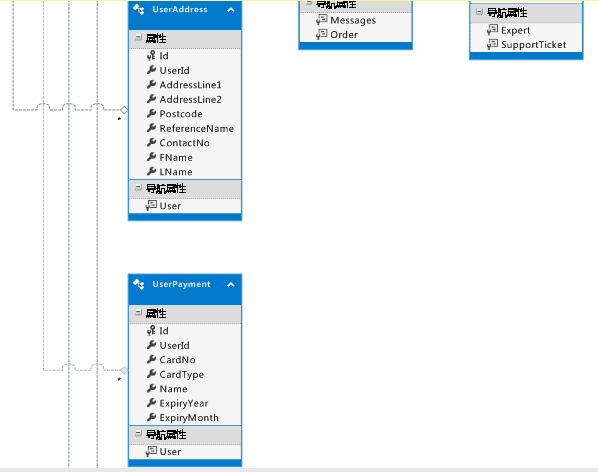 UserAddress
属性
Id
UserId
AddressLine1
AddressLine2
Postcode
ReferenceName
ContactNo
FName
LName
导航属性
User
*
导航属性
Messages
Order
导航属性
Expert
SupportTicket
UserPayment
属性
Id
UserId
CardNo
CardType
Name
ExpiryYear
ExpiryMonth
导航属性
User
*